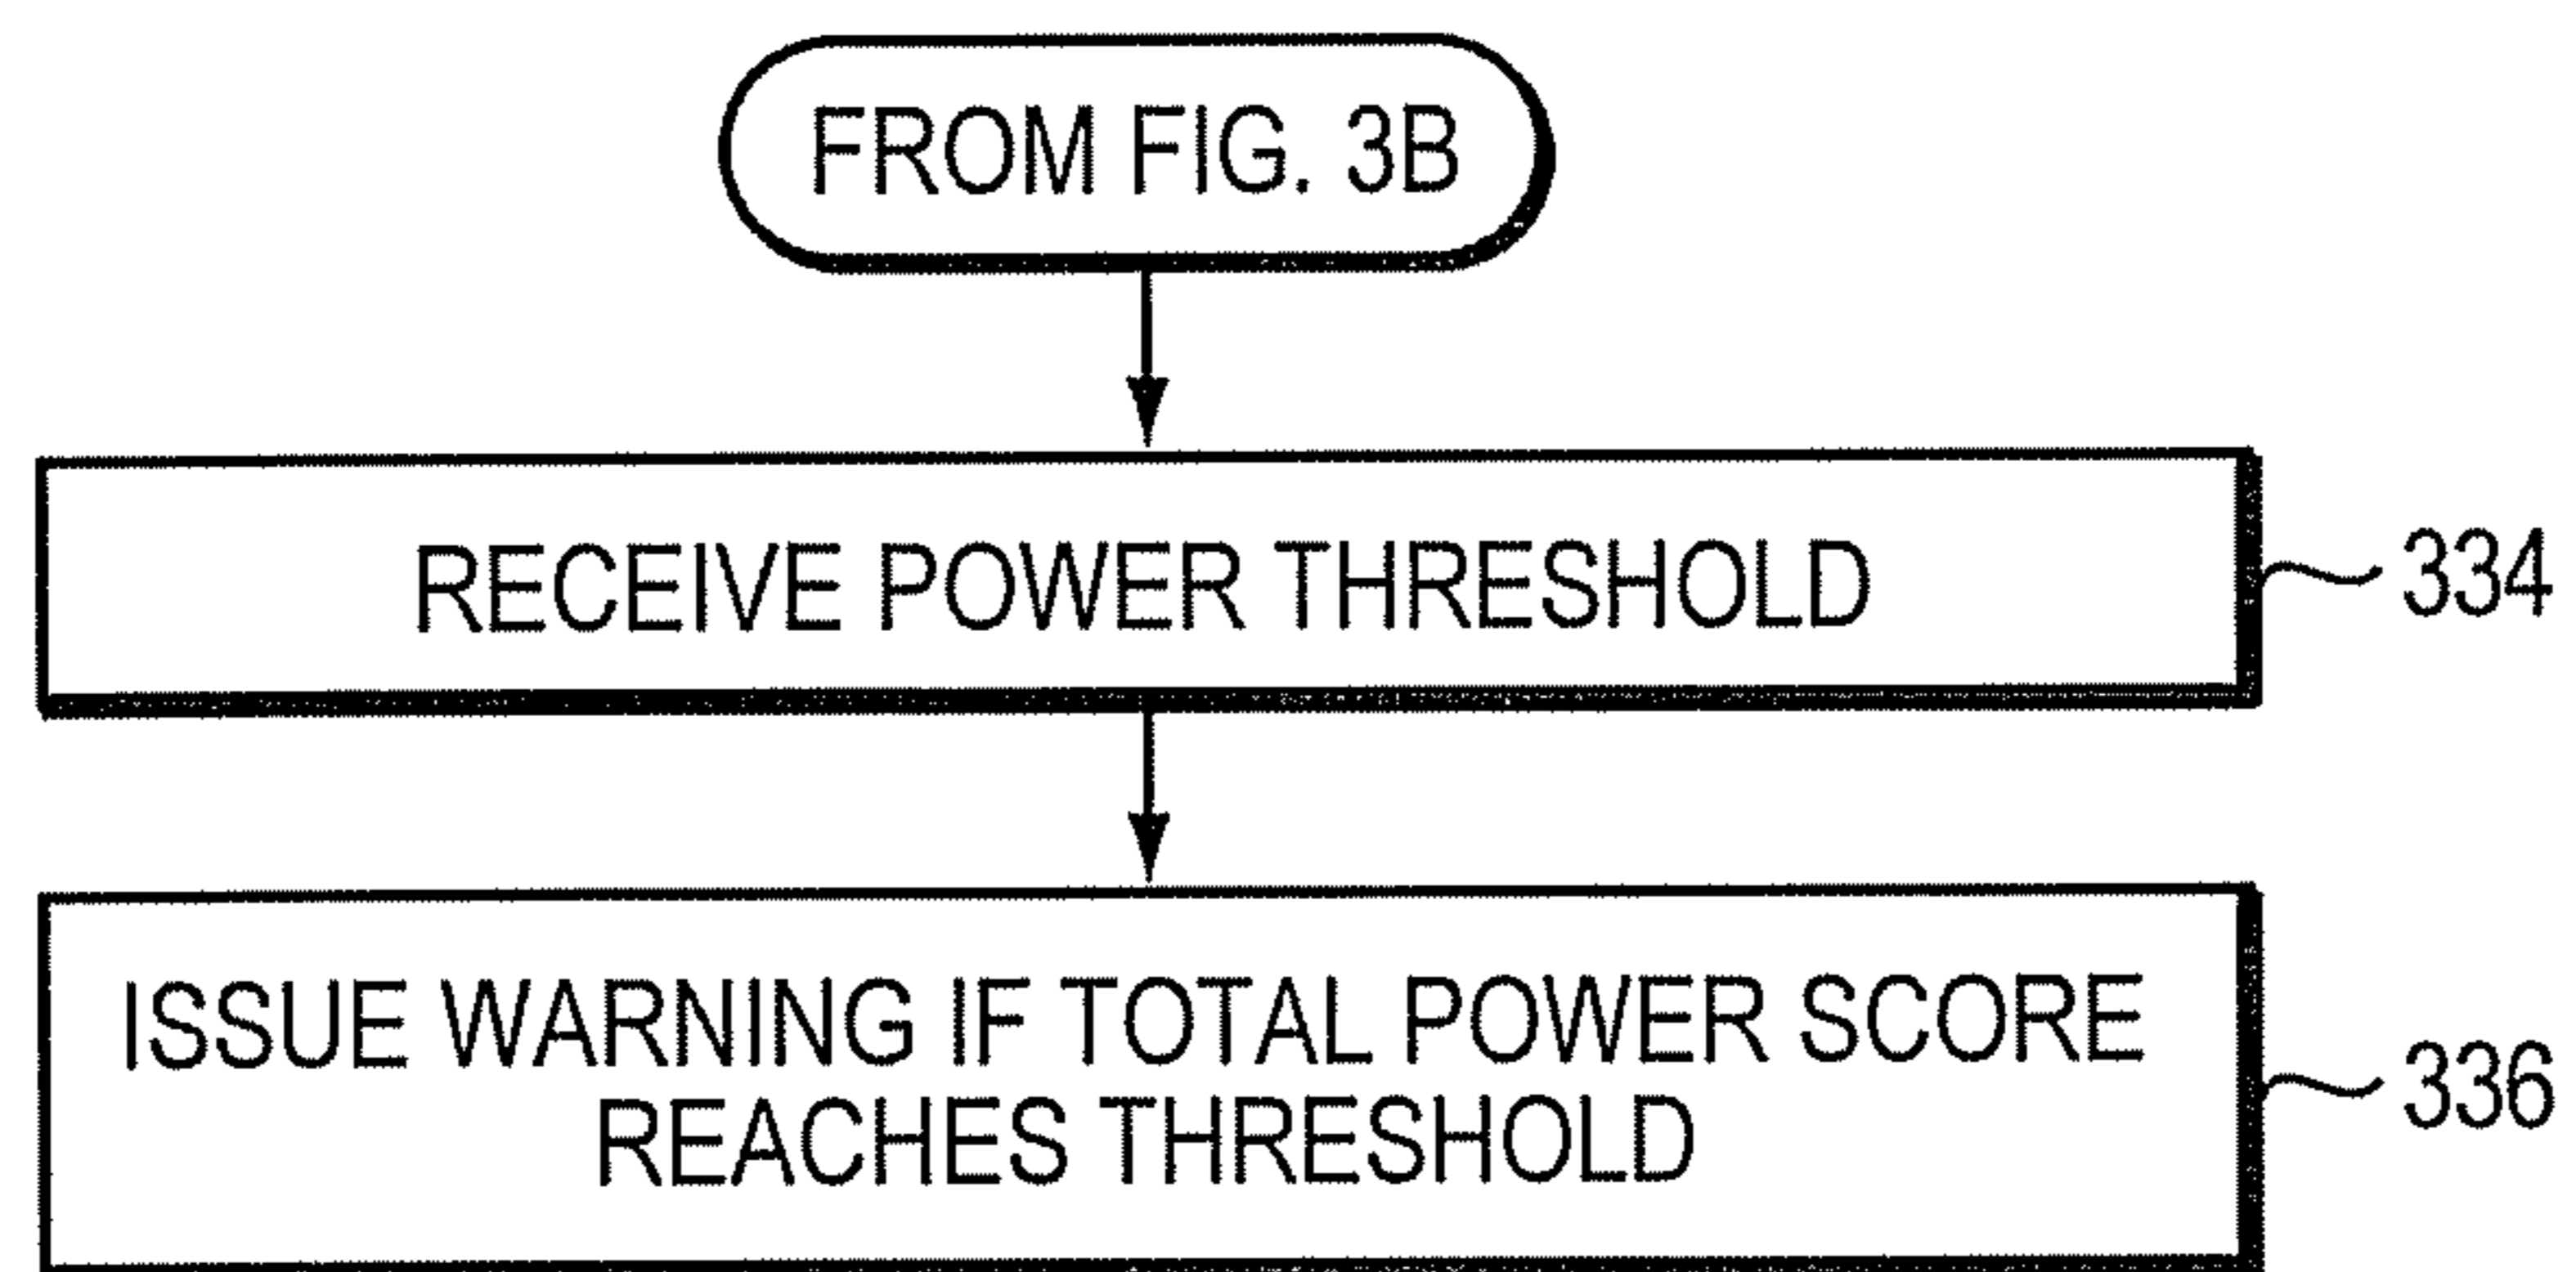 FROM FIG. 3B
RECEIVE POWER THRESHOLD
334
ISSUE WARNING IF TOTAL POWER SCORE
REACHES THRESHOLD
336